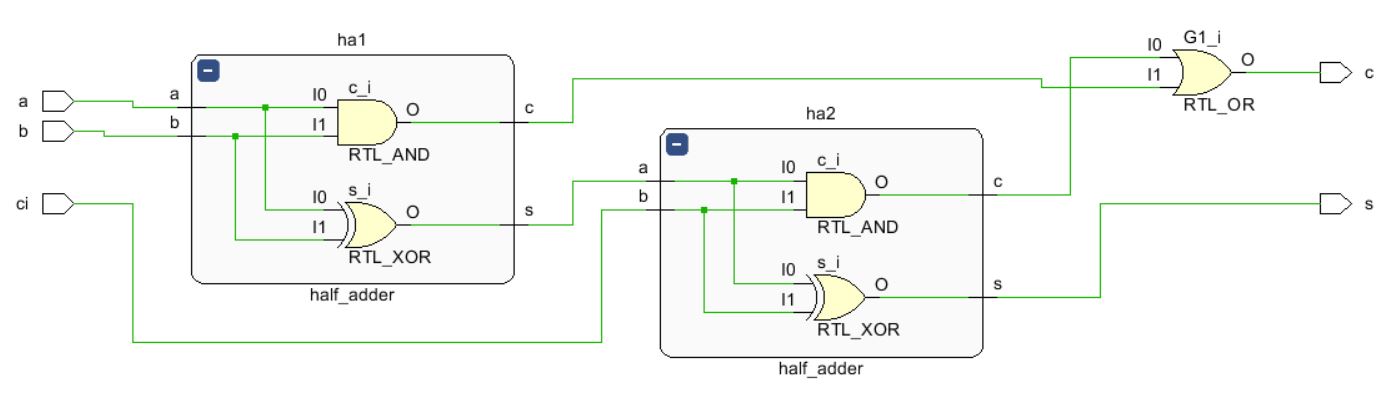 ha1
a
b
ci
a
b
I0
I1
c_i
O
RTL_AND
I0
I1
s_i
O
RTL_XOR
c
s
half_adder
ha2
a
b
I0
I1
c_i
O
RTL_AND
I0
I1
s_i
O
RTL_XOR
c
s
half_adder
G1_i
I0
I1
O
RTL_OR
c
s